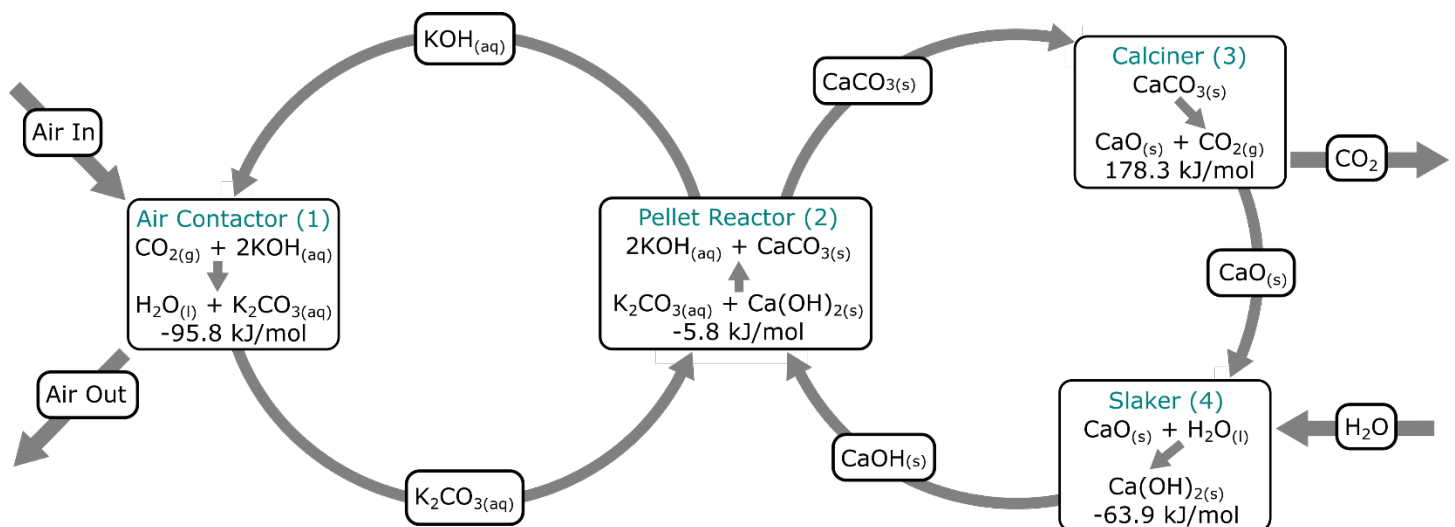 KOH(aq)
Air In
CaCO3(s)
Calciner (3)
CaCO3(s)
CaO(s) + CO2(g)
178.3 kJ/mol
CO2
Air Contactor (1)
CO2(g) + 2KOH(aq)
H2O(l) + K2CO3(aq)
-95.8 kJ/mol
Pellet Reactor (2)
2KOH(aq) + CaCO3(s)
K2CO3(aq) + Ca(OH)2(s)
-5.8 kJ/mol
CaO(s)
Air Out
Slaker (4)
CaO(s) + H2O(l)
Ca(OH)2(s)
-63.9 kJ/mol
H2O
CaOH(s)
K2CO3(aq)